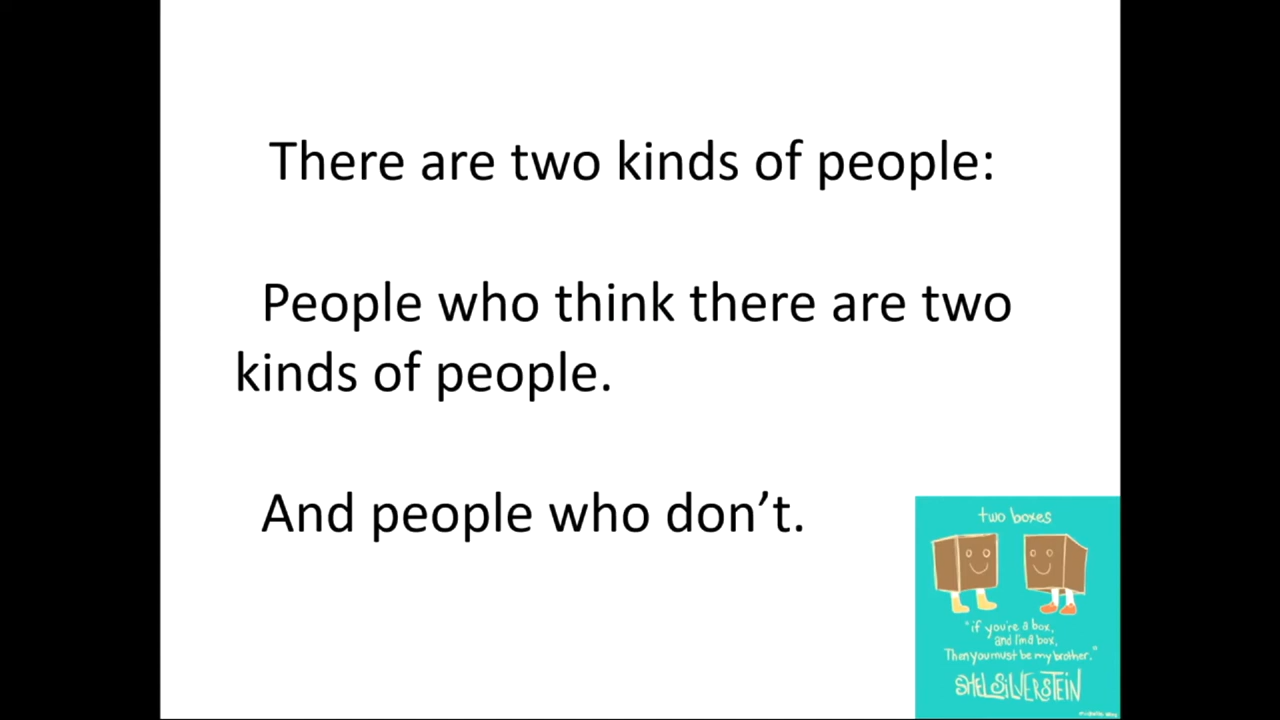 There are two kinds of people:
People who think there are two
kinds of people.
And people who don’t.
two boxes
"if you're a box,
and I'm a box,
Then you must be my brother."
SHEL SILVERSTEIN